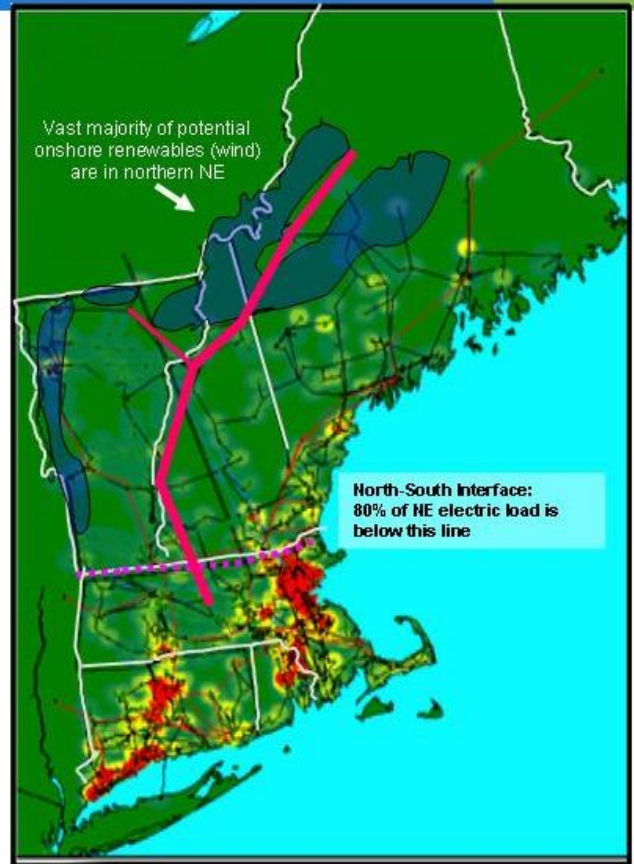 Vast majority of potential
onshore renewables (wind)
are in northern NE
North-South Interface:
80% of NE electric load is
below this line